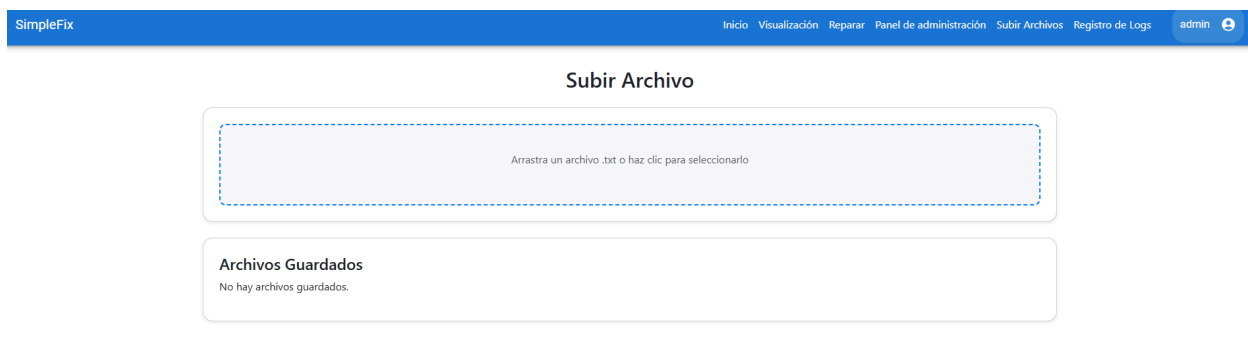 SimpleFix
Inicio Visualización Reparar Panel de administración Subir Archivos Registro de Logs admin
Subir Archivo
Arrastra un archivo .txt o haz clic para seleccionarlo
Archivos Guardados
No hay archivos guardados.